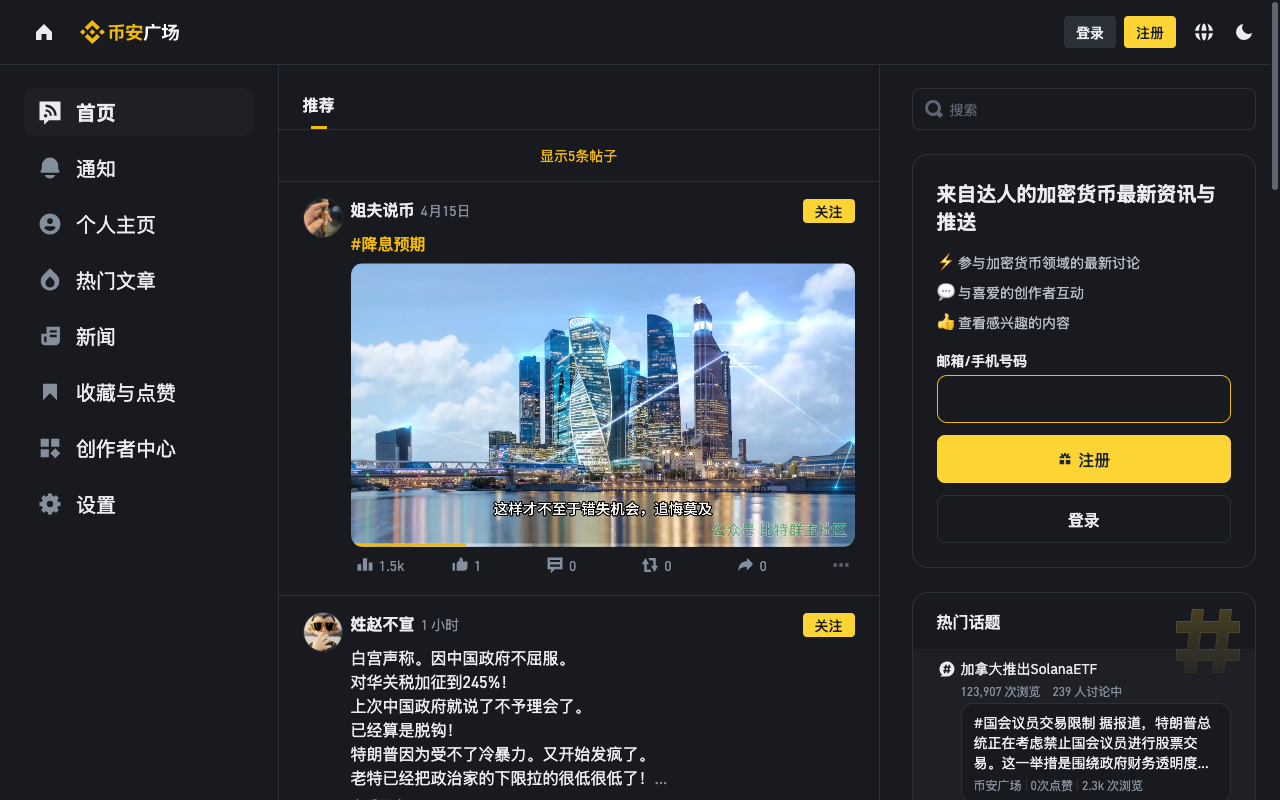 币安广场
登录
注册
首页
通知
个人主页
热门文章
新闻
收藏与点赞
创作者中心
设置
推荐
显示5条帖子
姐夫说币 4月15日
关注
#降息预期
这样才不至于错失机会，追悔莫及
公众号 比特群主社区
1.5k
1
0
0
0
姓赵不宣 1 小时
关注
白宫声称。因中国政府不屈服。
对华关税加征到245%！
上次中国政府就说了不予理会了。
已经算是脱钩！
特朗普因为受不了冷暴力。又开始发疯了。
老特已经把政治家的下限拉的很低很低了！...
搜索
来自达人的加密货币最新资讯与
推送
⚡ 参与加密货币领域的最新讨论
💬 与喜爱的创作者互动
👍 查看感兴趣的内容
邮箱/手机号码
注册
登录
热门话题
#
加拿大推出SolanaETF
123,907 次浏览 239 人讨论中
#国会议员交易限制 据报道，特朗普总
统正在考虑禁止国会议员进行股票交
易。这一举措是围绕政府财务透明度...
币安广场 | 0次点赞 | 2.3k 次浏览